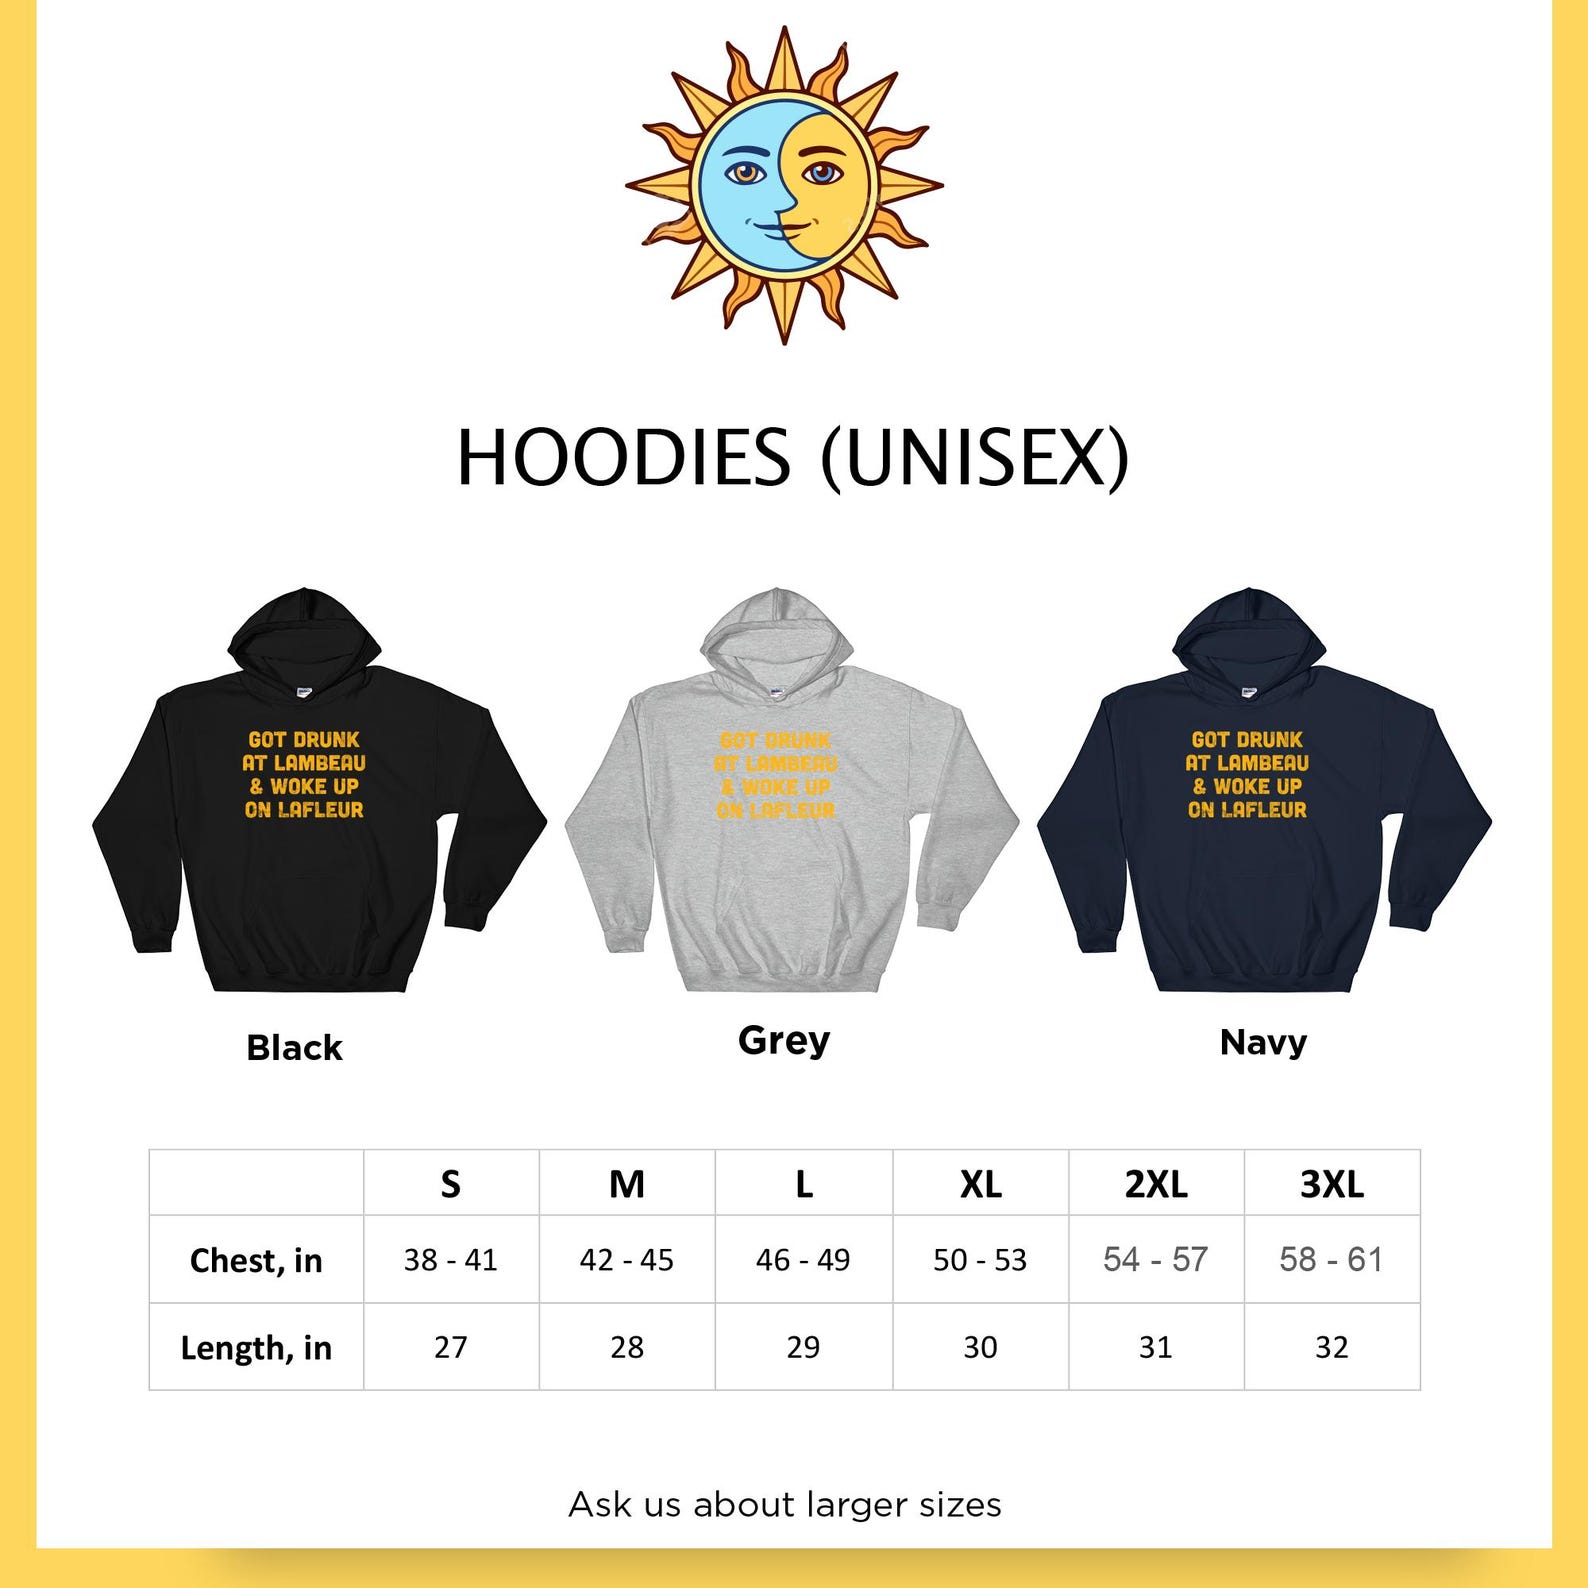 HOODIES (UNISEX)
GOT DRUNK
AT LAMBEAU
& WOKE UP
ON LAFLEUR
GOT DRUNK
AT LAMBEAU
& WOKE UP
ON LAFLEUR
GOT DRUNK
AT LAMBEAU
& WOKE UP
ON LAFLEUR
Black Grey Navy
S M L XL 2XL 3XL
Chest, in 38 - 41 42 - 45 46 - 49 50 - 53 54 - 57 58 - 61
Length, in 27 28 29 30 31 32
Ask us about larger sizes